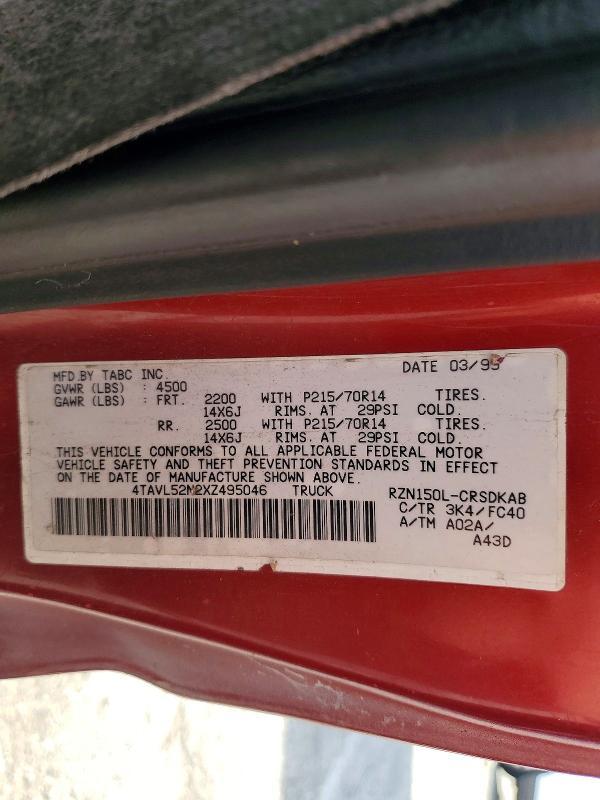 MFD.BY TABC INC. DATE 03/99
GVWR (LBS) : 4500
GAWR (LBS) : FRT. 2200 WITH P215/70R14 TIRES.
14X6J RIMS. AT 29PSI COLD.
RR. 2500 WITH P215/70R14 TIRES.
14X6J RIMS. AT 29PSI COLD.
THIS VEHICLE CONFORMS TO ALL APPLICABLE FEDERAL MOTOR
VEHICLE SAFETY AND THEFT PREVENTION STANDARDS IN EFFECT
ON THE DATE OF MANUFACTURE SHOWN ABOVE.
4TAVL52M2XZ495046 TRUCK RZN150L-CRSDKAB
C/TR 3K4/FC40
A/TM A02A/
A43D